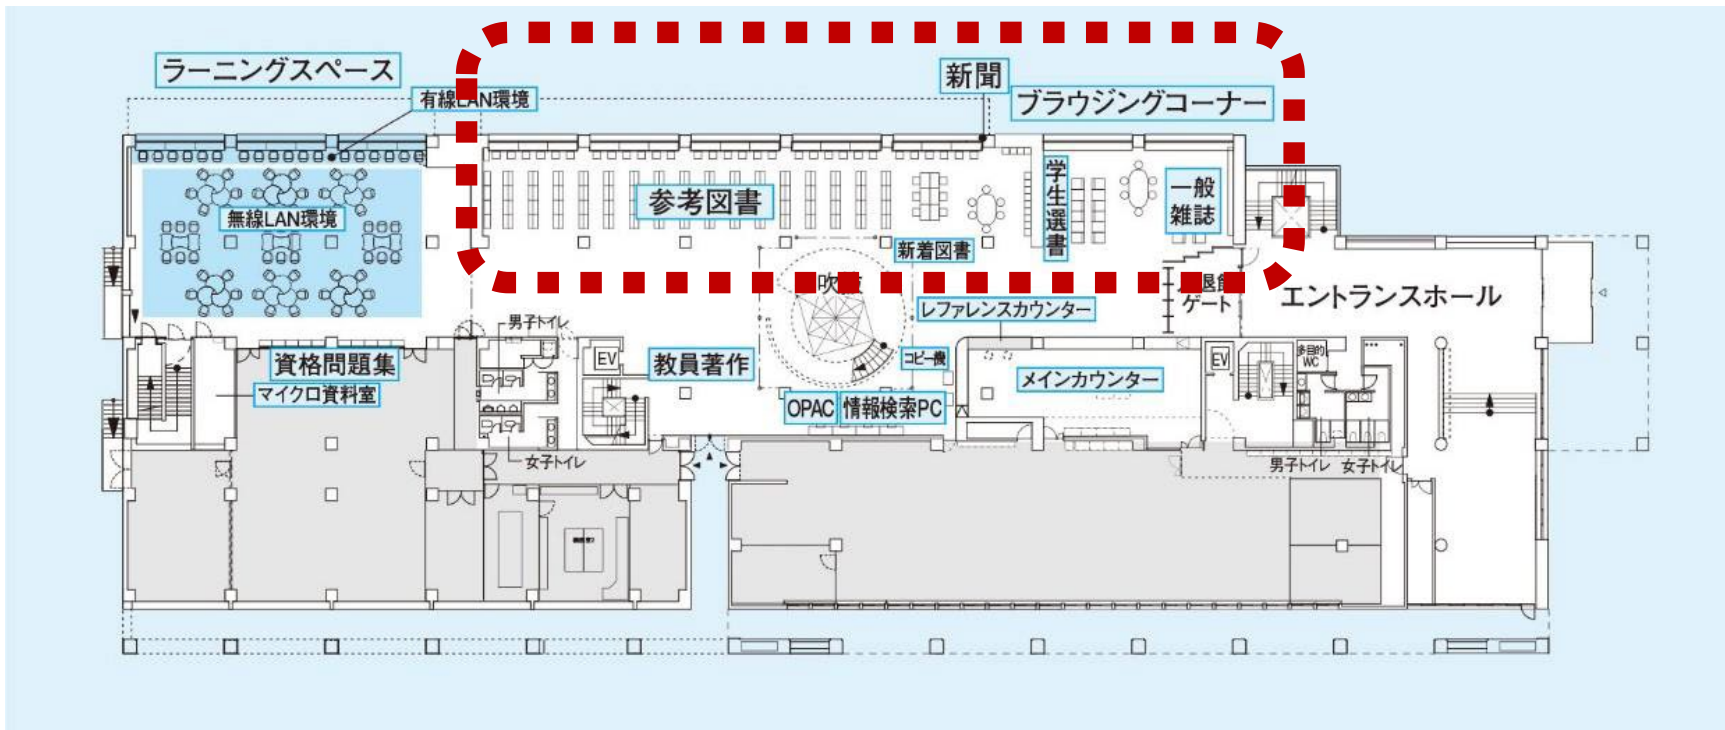 ラーニングスペース
新聞
有線LAN環境
ブラウジングコーナー
学生選書
一般
雑誌
参考図書
無線LAN環境
新着図書
吹抜
入退館
ゲート
エントランスホール
レファレンスカウンター
男子トイレ
資格問題集
EV
教員著作
コピー機
EV
多目的
WC
マイクロ資料室
メインカウンター
OPAC
情報検索PC
女子トイレ
男子トイレ
女子トイレ